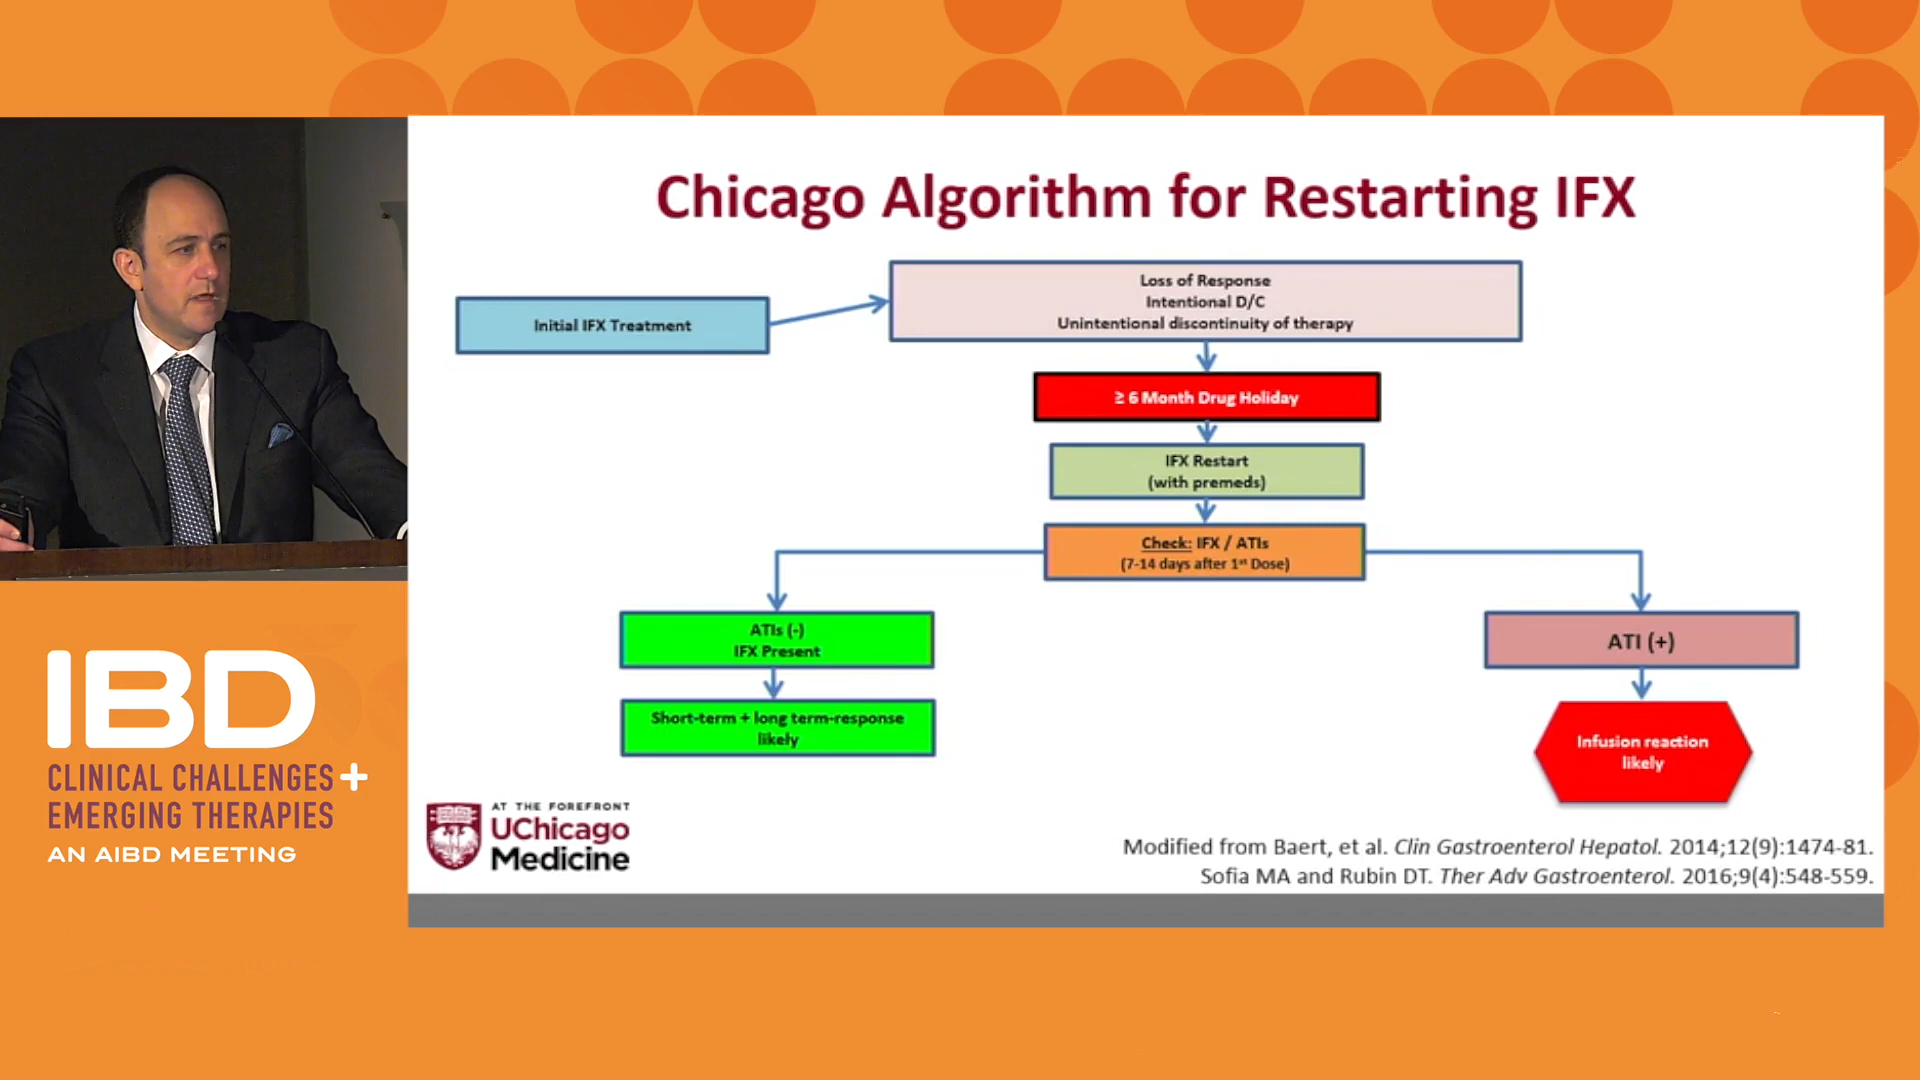 Chicago Algorithm for Restarting IFX
Initial IFX Treatment
Loss of Response
Intentional D/C
Unintentional discontinuity of therapy
≥ 6 Month Drug Holiday
IFX Restart
(with premeds)
Check: IFX / ATIs
(7-14 days after 1st Dose)
ATIs (-)
IFX Present
ATI (+)
Short-term + long term-response
likely
Infusion reaction
likely
AT THE FOREFRONT
UChicago
Medicine
Modified from Baert, et al. Clin Gastroenterol Hepatol. 2014;12(9):1474-81.
Sofia MA and Rubin DT. Ther Adv Gastroenterol. 2016;9(4):548-559.
IBD
CLINICAL CHALLENGES +
EMERGING THERAPIES
AN AIBD MEETING